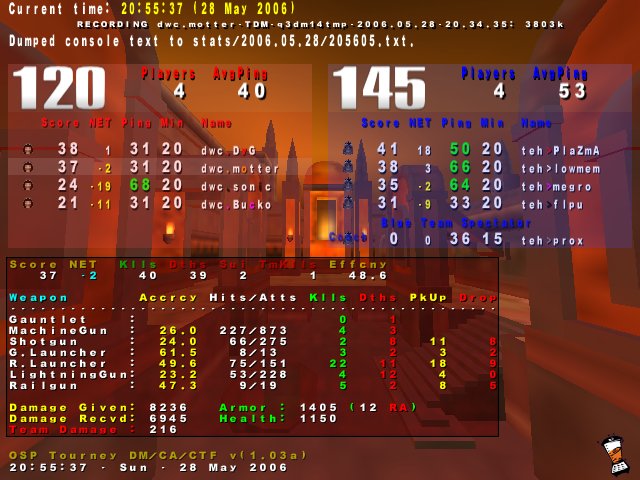 Current time: 20:55:37 (28 May 2006)
RECORDING dwc.motter-TDM-q3dm14tmp-2006.05.28-20.34.35: 3803k
Dumped console text to stats/2006.05.28/205605.txt.
120 Players AvgPing 145 Players AvgPing
4 40 4 53
Score NET Ping Min Name Score NET Ping Min Name
38 1 31 20 dwc.DyG 41 18 50 20 teh>PlaZmA
37 -2 31 20 dwc.motter 38 3 66 20 teh>lowmem
24 -19 68 20 dwc.sonic 35 -2 64 20 teh>megro
21 -11 31 20 dwc.Bucko 31 -9 33 20 teh>flpu
Blue Team Spectator
0 0 36 15 teh>prox
Score NET Klls Dths Sui TmKlls Effcny
37 -2 40 39 2 1 48.6
Weapon Accrcy Hits/Atts Klls Dths PkUp Drop
Gauntlet : 0 1
MachineGun : 26.0 227/873 4 3
Shotgun : 24.0 66/275 2 8 11 8
G.Launcher : 61.5 8/13 3 2 3 2
R.Launcher : 49.6 75/151 22 11 18 9
LightningGun: 23.2 53/228 4 12 4 0
Railgun : 47.3 9/19 5 2 8 5
Damage Given: 8236 Armor : 1405 (12 RA)
Damage Recvd: 6945 Health: 1150
Team Damage : 216
OSP Tourney DM/CA/CTF v(1.03a)
20:55:37 - Sun - 28 May 2006